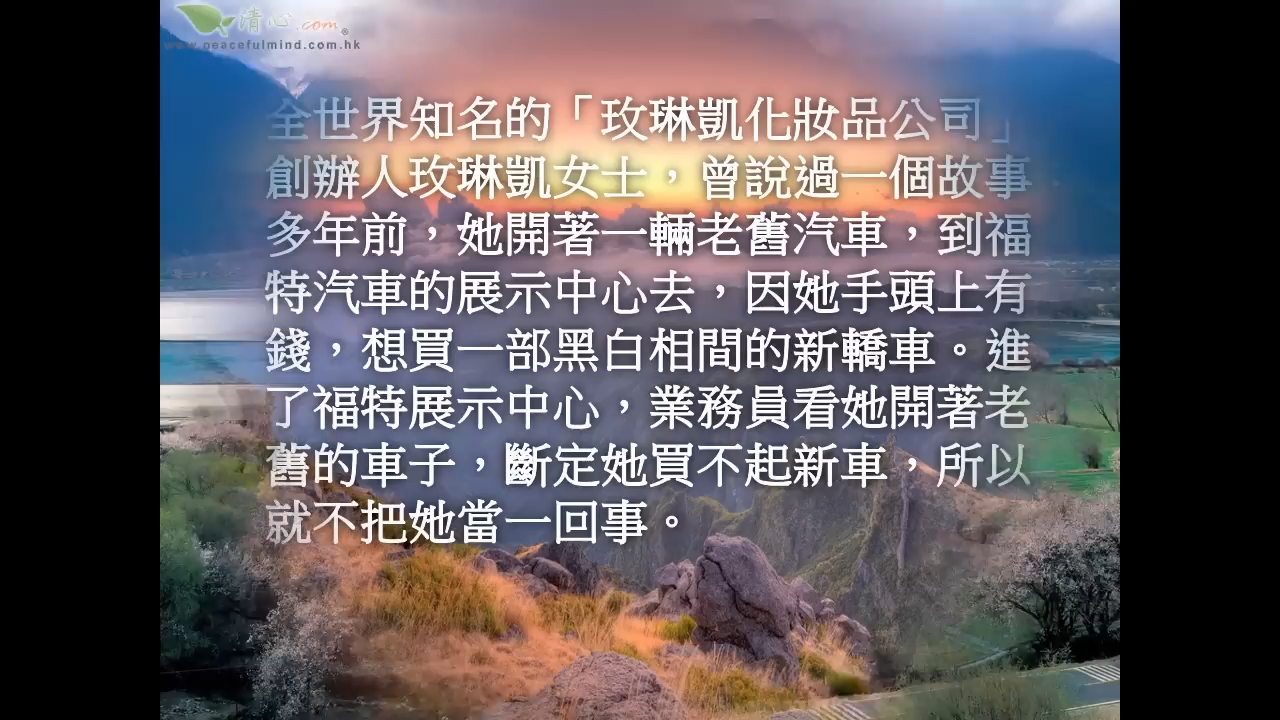 清心.com®
www.peacefulmind.com.hk
全世界知名的「玫琳凱化妝品公司」
創辦人玫琳凱女士，曾說過一個故事
多年前，她開著一輛老舊汽車，到福
特汽車的展示中心去，因她手頭上有
錢，想買一部黑白相間的新轎車。進
了福特展示中心，業務員看她開著老
舊的車子，斷定她買不起新車，所以
就不把她當一回事。